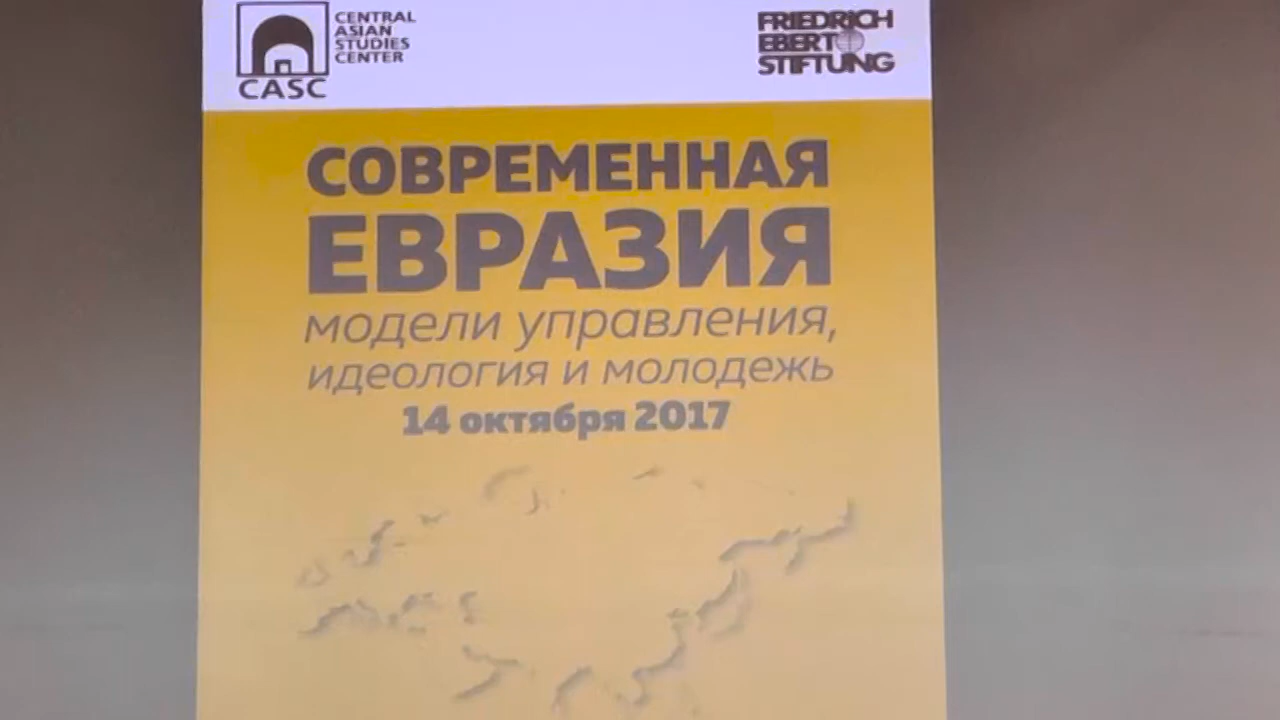 CENTRAL
ASIAN
STUDIES
CENTER
CASC
FRIEDRICH
EBERT
STIFTUNG
СОВРЕМЕННАЯ
ЕВРАЗИЯ
модели управления,
идеология и молодежь
14 октября 2017